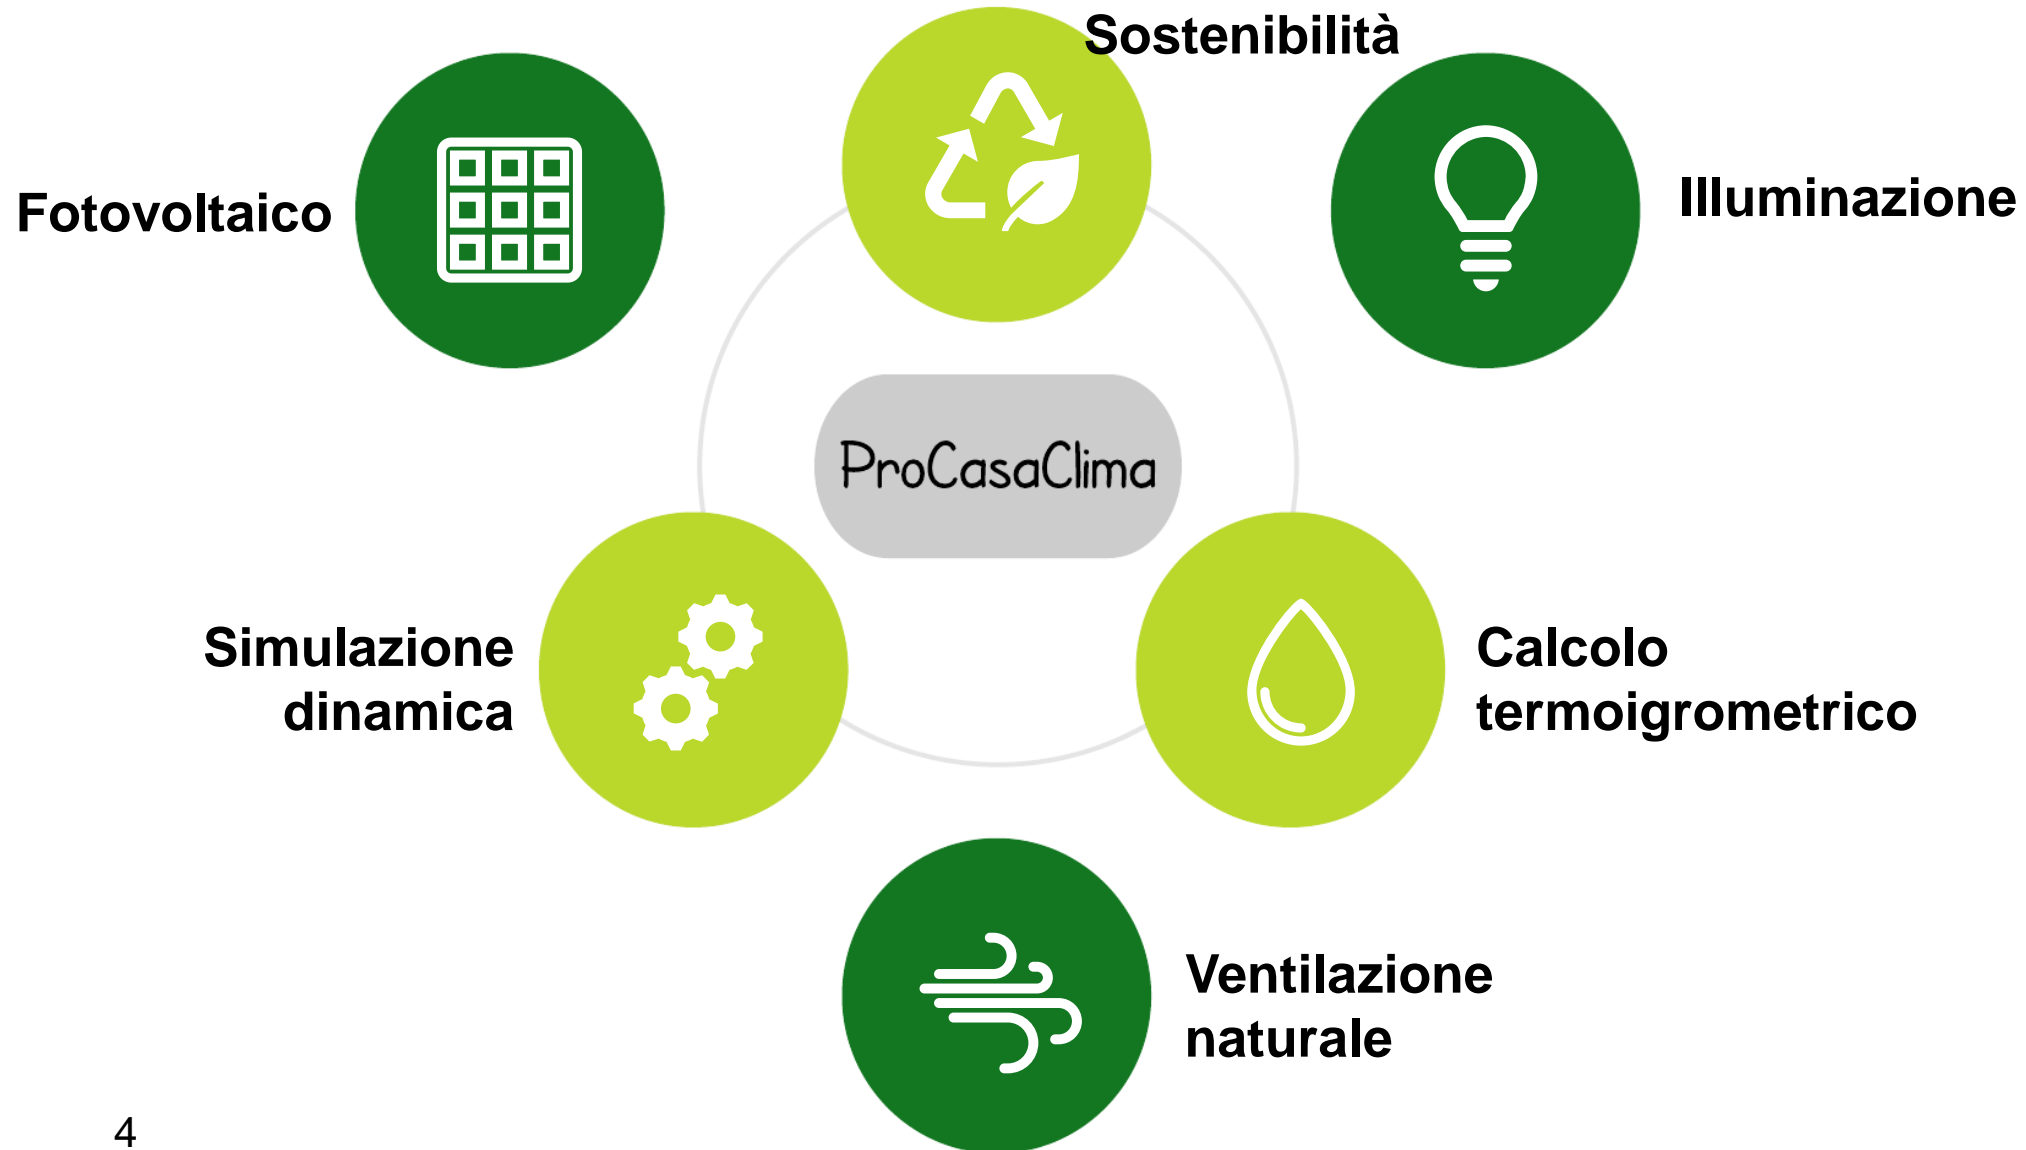 Sostenibilità
Fotovoltaico
Illuminazione
ProCasaClima
Simulazione
dinamica
Calcolo
termoigrometrico
Ventilazione
naturale
4